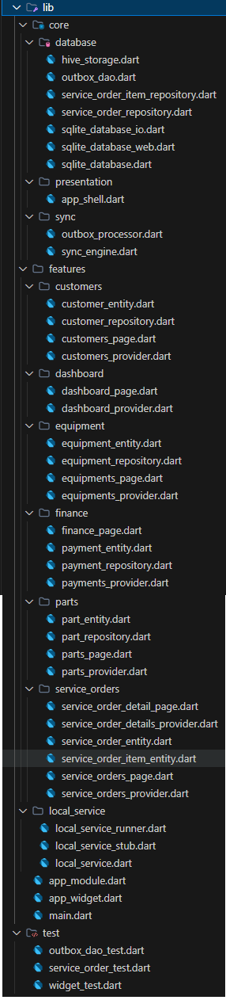 lib
core
database
hive_storage.dart
outbox_dao.dart
service_order_item_repository.dart
service_order_repository.dart
sqlite_database_io.dart
sqlite_database_web.dart
sqlite_database.dart
presentation
app_shell.dart
sync
outbox_processor.dart
sync_engine.dart
features
customers
customer_entity.dart
customer_repository.dart
customers_page.dart
customers_provider.dart
dashboard
dashboard_page.dart
dashboard_provider.dart
equipment
equipment_entity.dart
equipment_repository.dart
equipments_page.dart
equipments_provider.dart
finance
finance_page.dart
payment_entity.dart
payment_repository.dart
payments_provider.dart
parts
part_entity.dart
part_repository.dart
parts_page.dart
parts_provider.dart
service_orders
service_order_detail_page.dart
service_order_details_provider.dart
service_order_entity.dart
service_order_item_entity.dart
service_orders_page.dart
service_orders_provider.dart
local_service
local_service_runner.dart
local_service_stub.dart
local_service.dart
app_module.dart
app_widget.dart
main.dart
test
outbox_dao_test.dart
service_order_test.dart
widget_test.dart